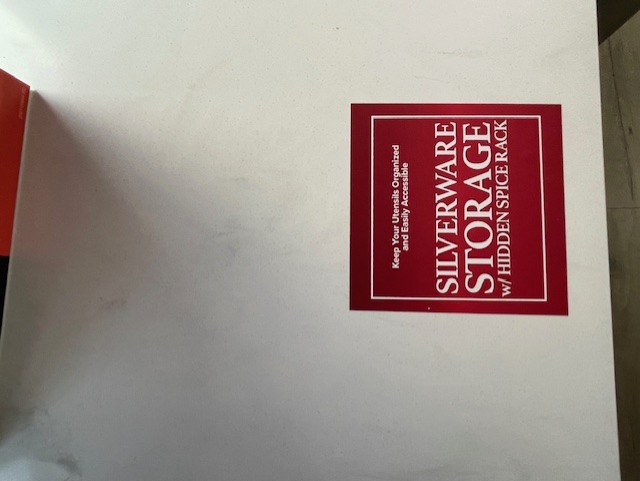 Keep Your Utensils Organized
and Easily Accessible
SILVERWARE
STORAGE
w/ HIDDEN SPICE RACK